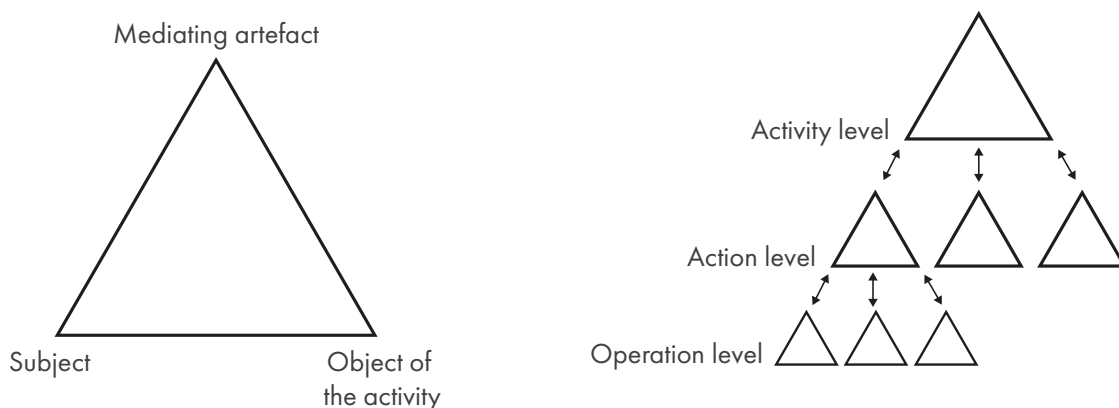 Mediating artefact
Subject
Object of
the activity
Activity level
Action level
Operation level